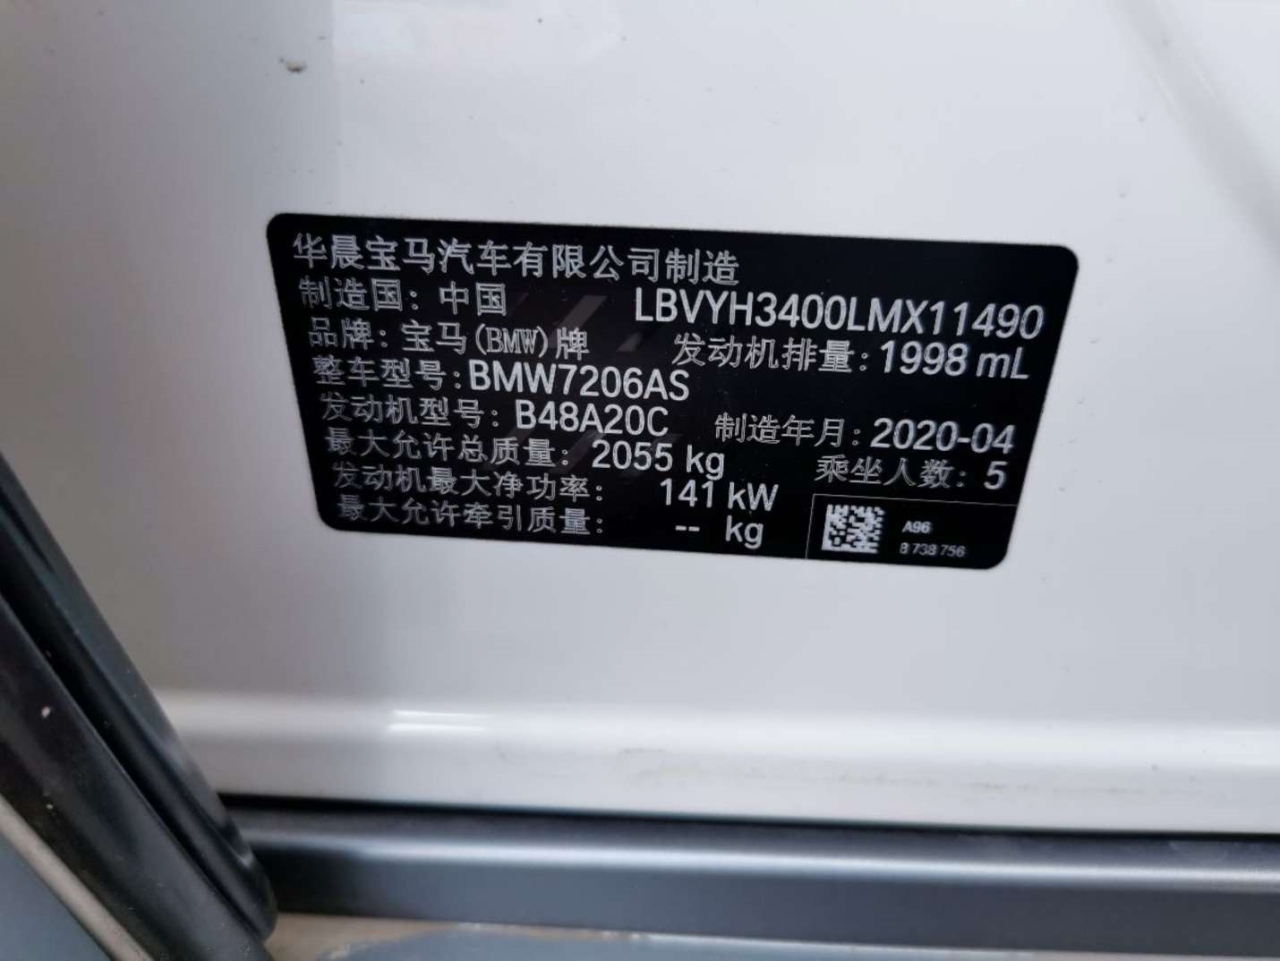 华晨宝马汽车有限公司制造
制造国：中国 LBVYH3400LMX11490
品牌：宝马(BMW)牌 发动机排量：1998 mL
整车型号：BMW7206AS
发动机型号：B48A20C 制造年月：2020-04
最大允许总质量：2055 kg 乘坐人数：5
发动机最大净功率：141 kW
最大允许牵引质量：-- kg
A96
8 738 756